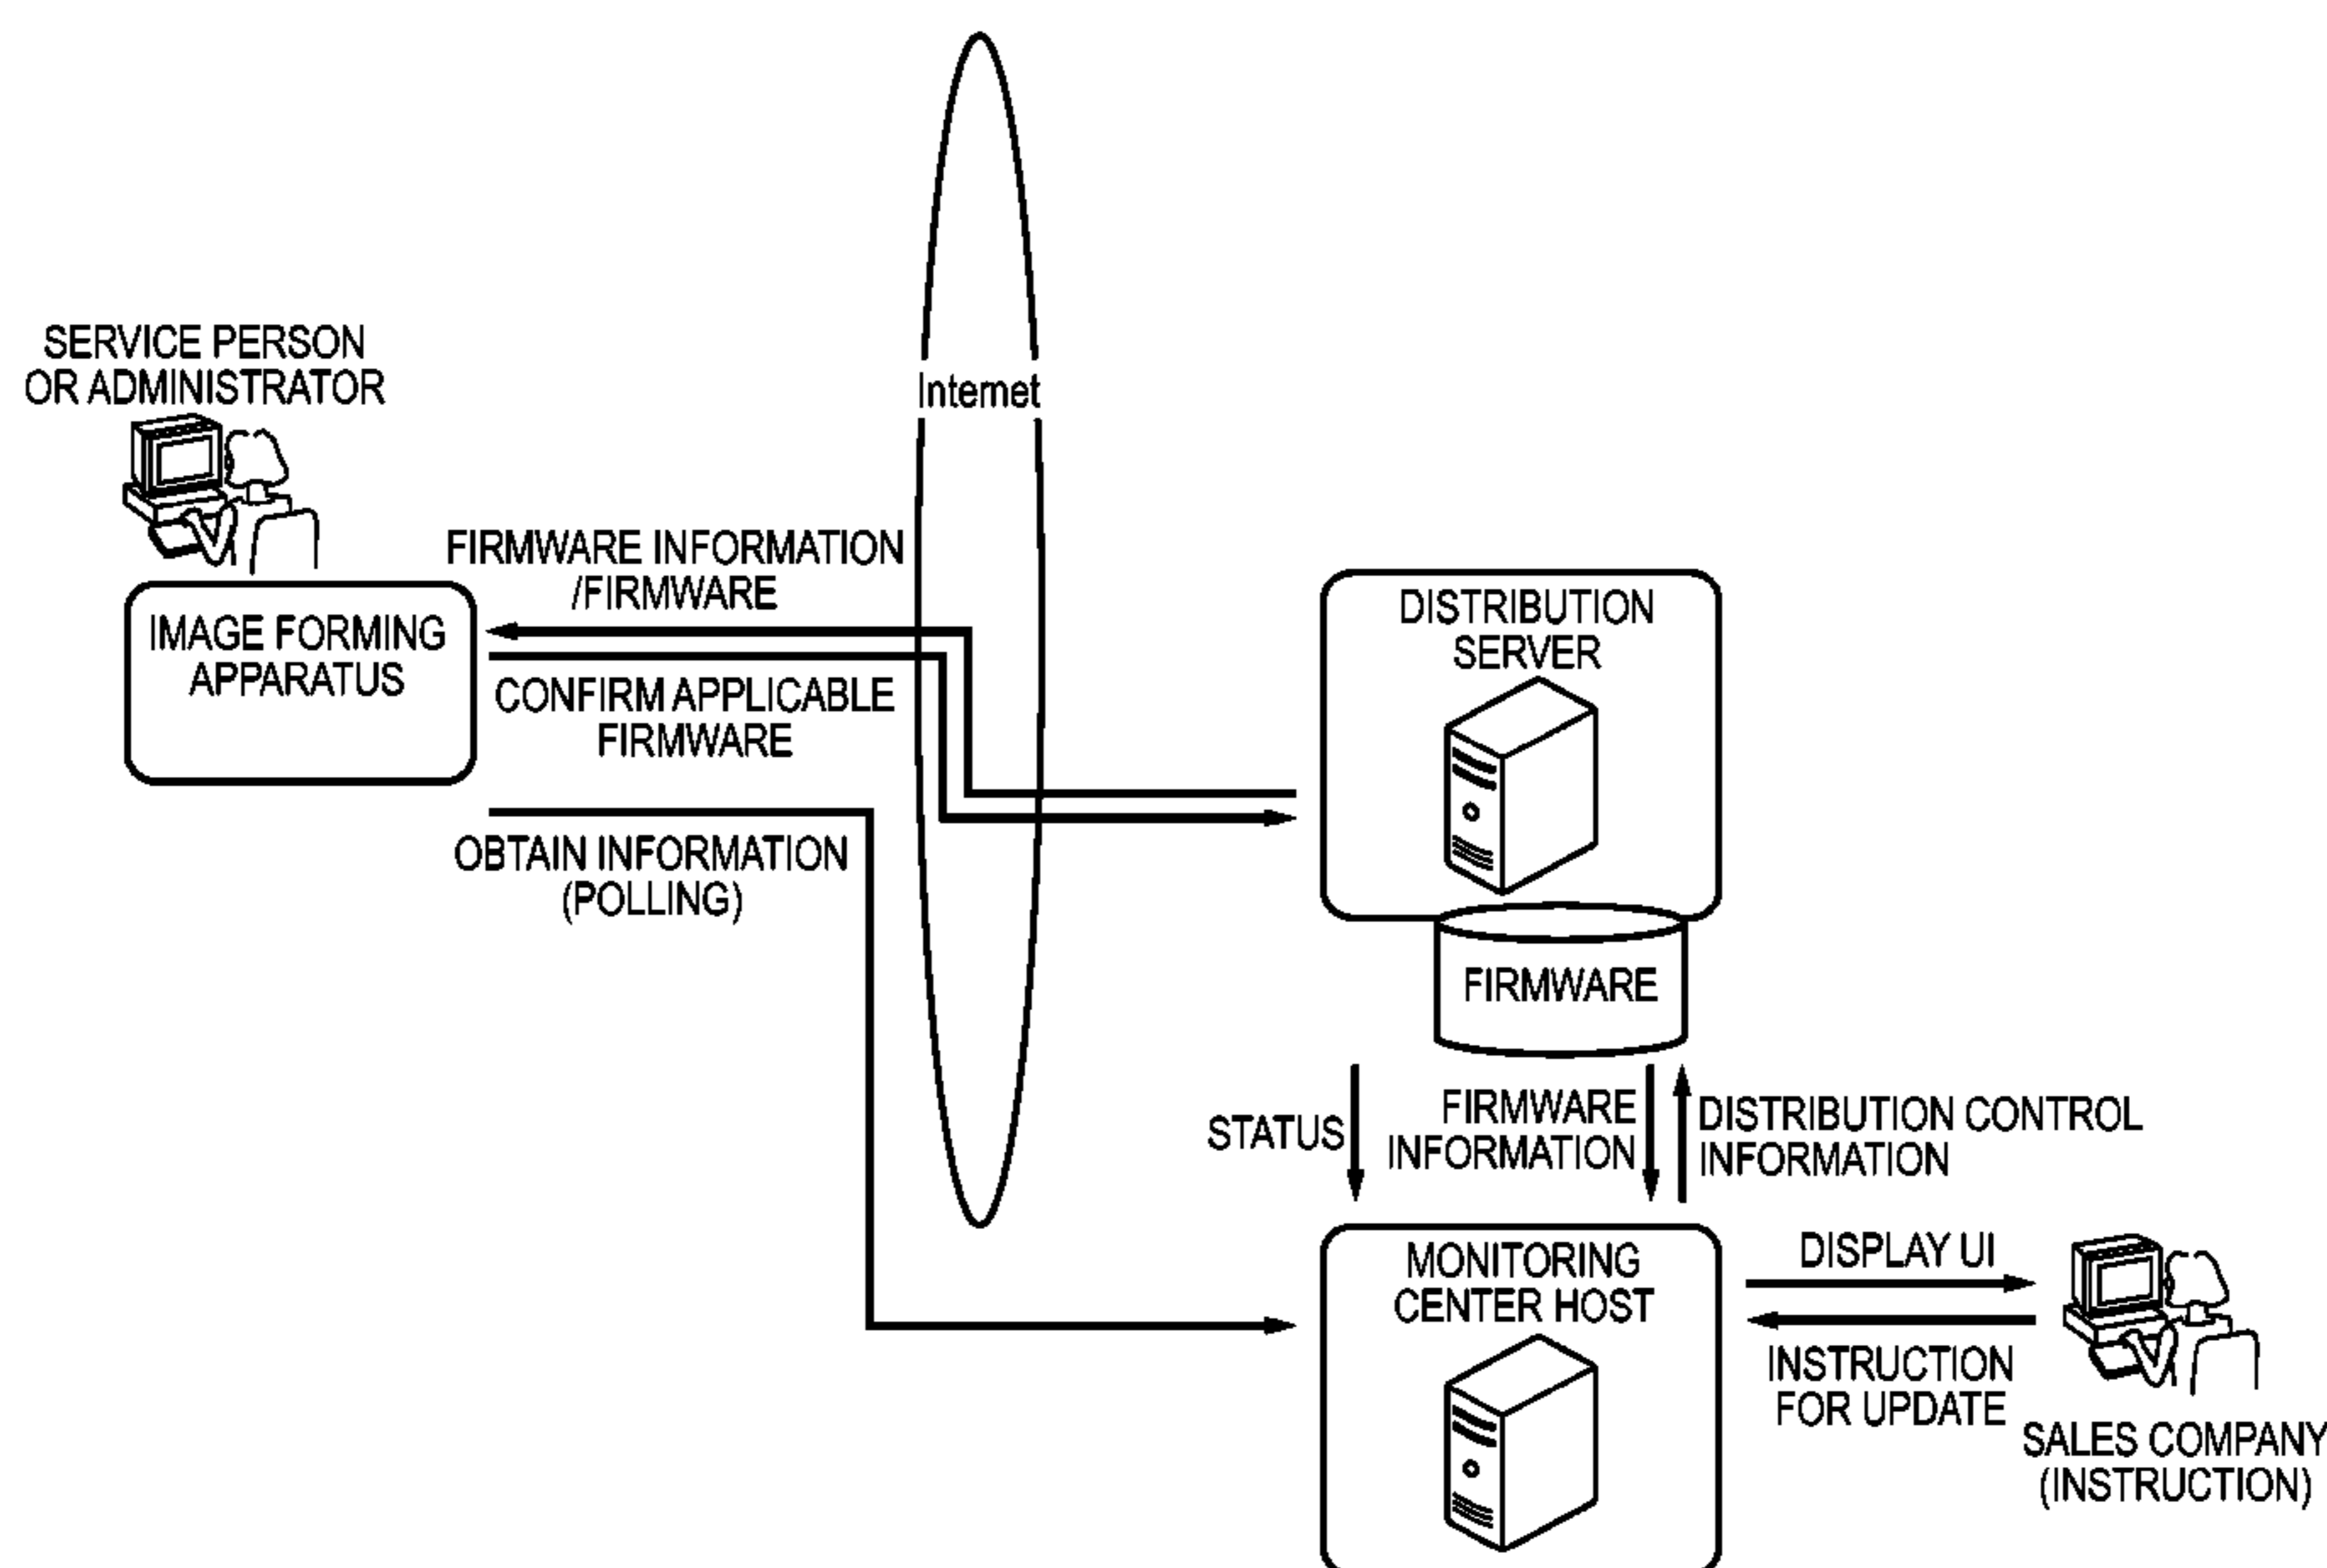 Internet
SERVICE PERSON
OR ADMINISTRATOR
FIRMWARE INFORMATION
/FIRMWARE
IMAGE FORMING
APPARATUS
CONFIRM APPLICABLE
FIRMWARE
OBTAIN INFORMATION
(POLLING)
DISTRIBUTION
SERVER
FIRMWARE
STATUS
FIRMWARE
INFORMATION
DISTRIBUTION CONTROL
INFORMATION
MONITORING
CENTER HOST
DISPLAY UI
INSTRUCTION
FOR UPDATE
SALES COMPANY
(INSTRUCTION)